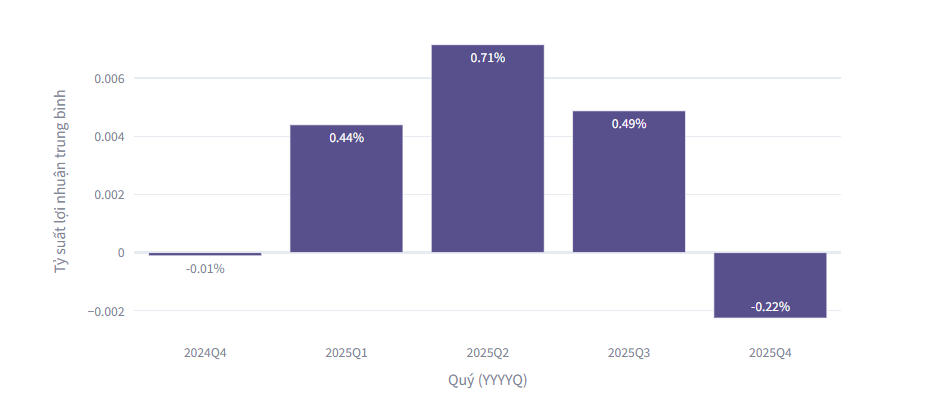 0.006
0.004
0.002
0
−0.002
Tỷ suất lợi nhuận trung bình
-0.01%
0.44%
0.71%
0.49%
-0.22%
2024Q4
2025Q1
2025Q2
2025Q3
2025Q4
Quý (YYYYQ)